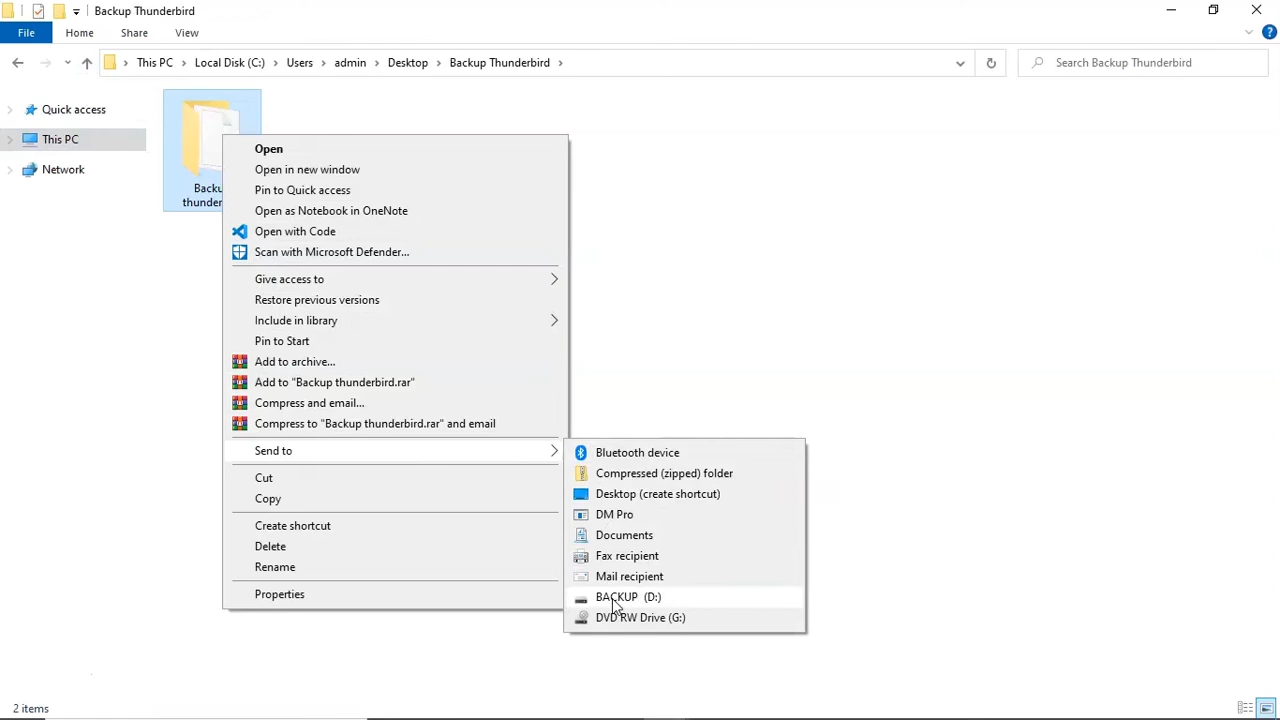 Backup Thunderbird
File Home Share View
This PC Local Disk (C:) Users admin Desktop Backup Thunderbird
Search Backup Thunderbird
Quick access
This PC
Network
Open
Open in new window
Pin to Quick access
Open as Notebook in OneNote
Open with Code
Scan with Microsoft Defender...
Give access to
Restore previous versions
Include in library
Pin to Start
Add to archive...
Add to "Backup thunderbird.rar"
Compress and email...
Compress to "Backup thunderbird.rar" and email
Send to
Cut
Copy
Create shortcut
Delete
Rename
Properties
Bluetooth device
Compressed (zipped) folder
Desktop (create shortcut)
DM Pro
Documents
Fax recipient
Mail recipient
BACKUP (D:)
DVD RW Drive (G:)
2 items